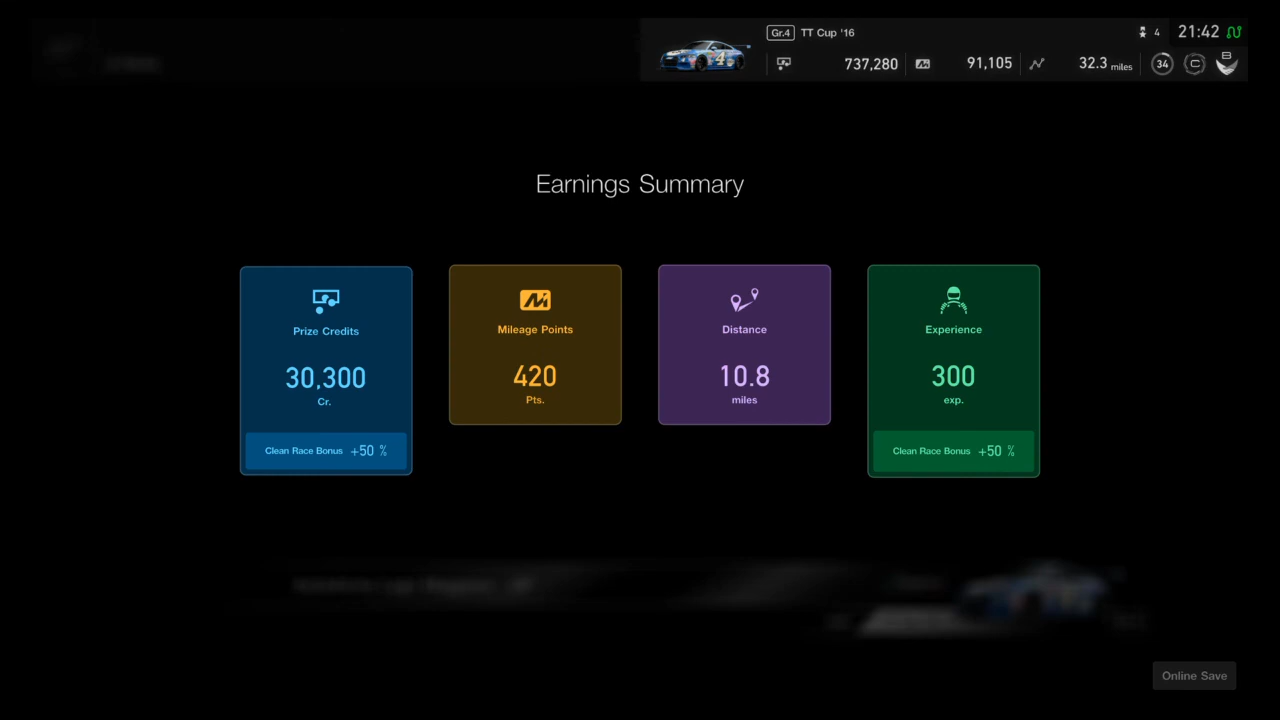 Gr.4 TT Cup '16
4
21:42
737,280
91,105
32.3 miles
34
C
B
Earnings Summary
Prize Credits
30,300
Cr.
Clean Race Bonus +50 %
Mileage Points
420
Pts.
Distance
10.8
miles
Experience
300
exp.
Clean Race Bonus +50 %
Online Save